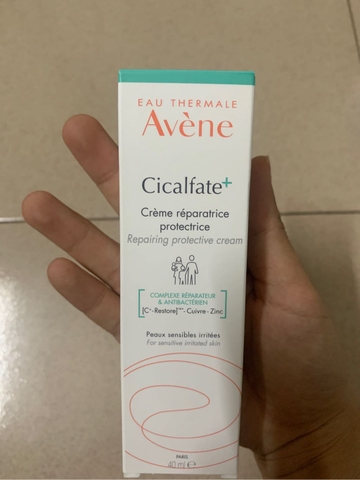 EAU THERMALE
Avène
Cicalfate+
Crème réparatrice
protectrice
Repairing protective cream
COMPLEXE RÉPARATEUR
& ANTIBACTÉRIEN
[C+-Restore]™ - Cuivre - Zinc
Peaux sensibles irritées
For sensitive irritated skin
PARIS
40 ml ℮